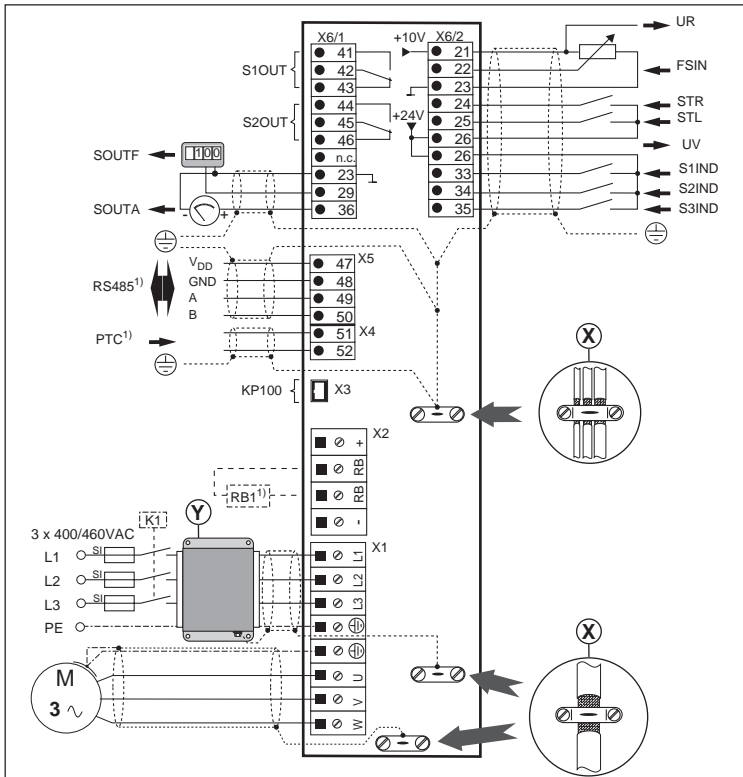 UR
X6/1
+10V
X6/2
41
21
S1OUT
42
22
FSIN
43
23
44
24
STR
S2OUT
45
+24V
25
STL
46
26
UV
SOUTF
100
n.c.
26
23
33
S1IND
29
34
S2IND
SOUTA
- +
36
35
S3IND
VDD
47
X5
RS4851)
GND
48
A
49
B
50
PTC1)
51
X4
52
X
KP100
X3
X2
+
RB
RB11)
RB
-
K1
Y
3 x 400/460VAC
X1
L1
SI
L1
L2
SI
L2
L3
SI
L3
PE
X
M
3 ~
U
V
W